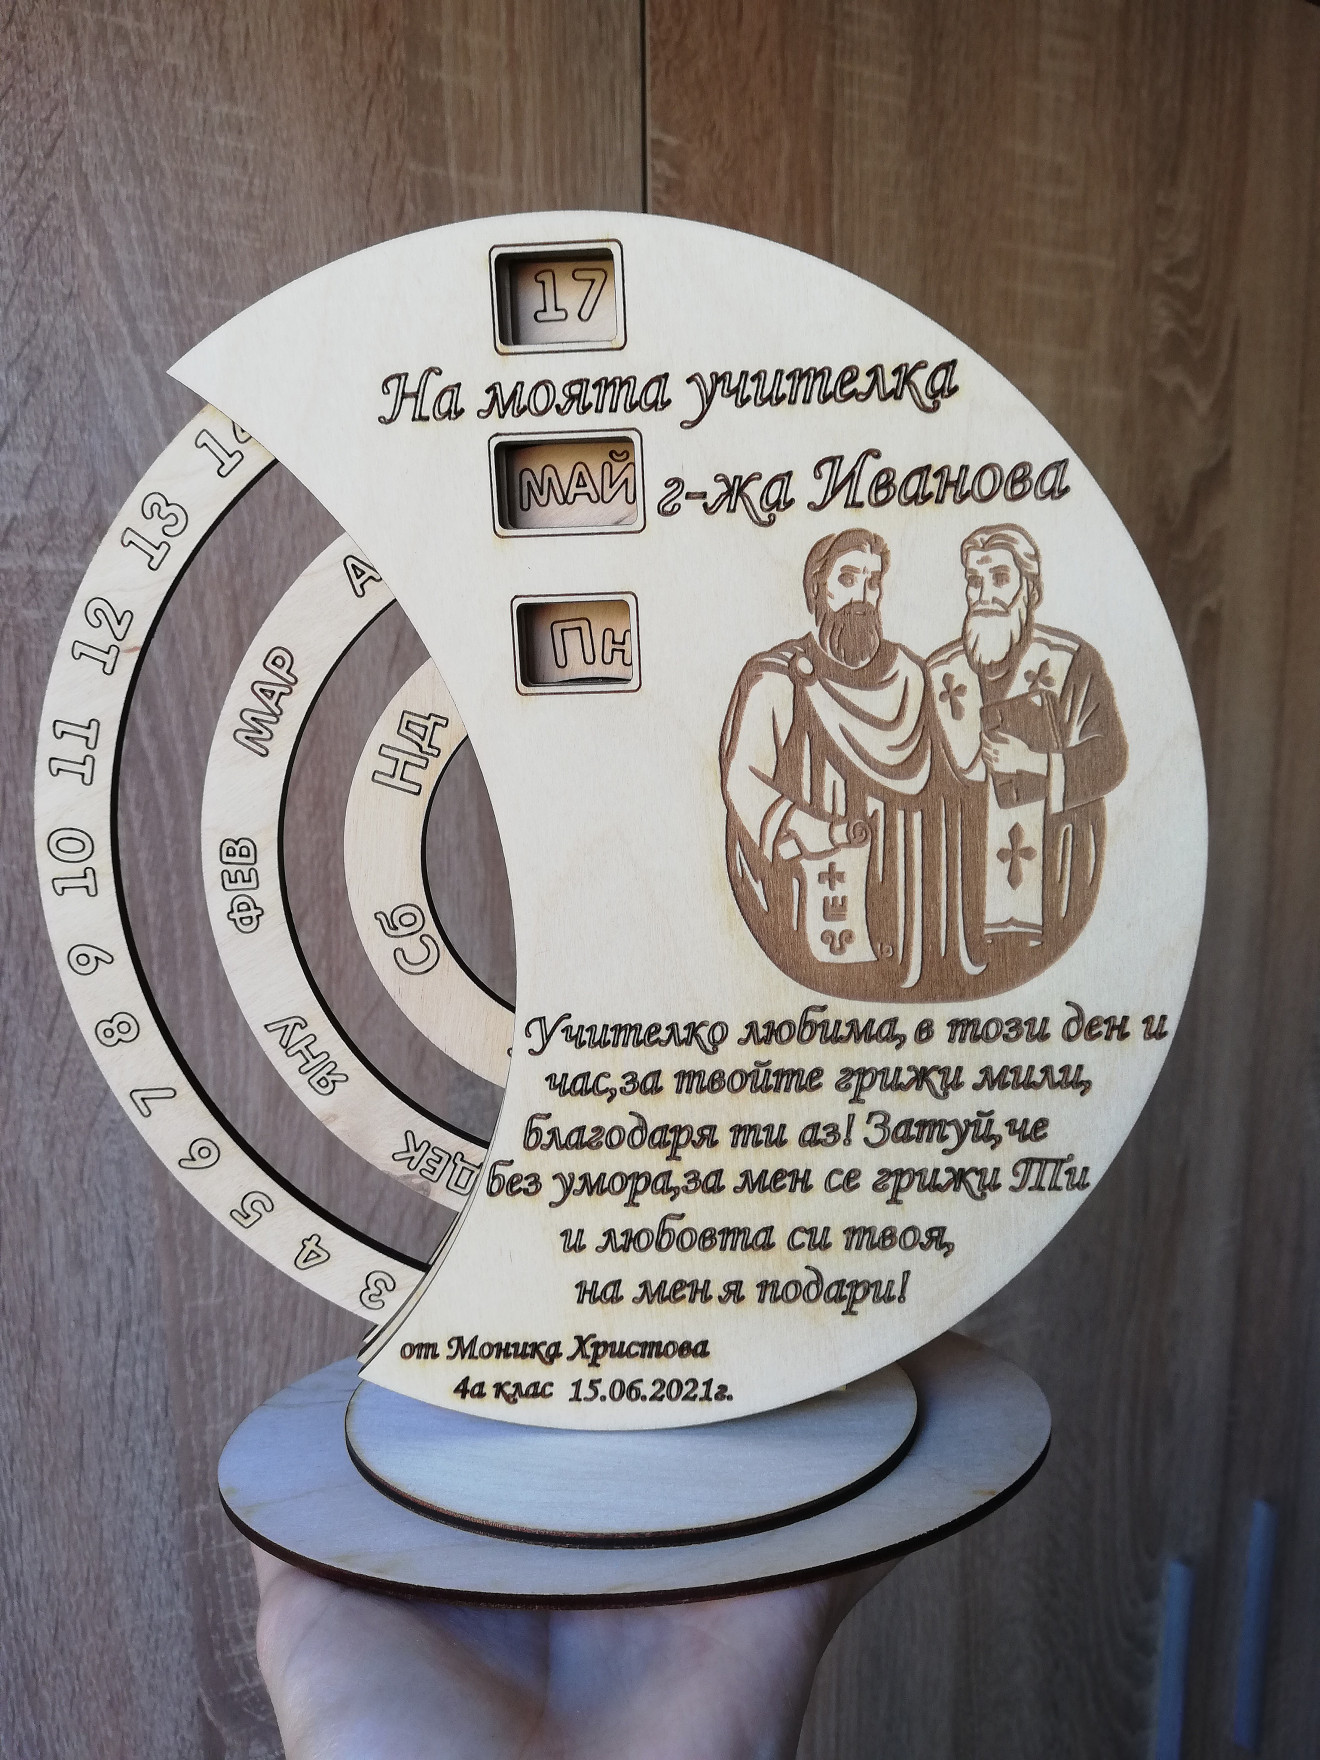 17
На моята учителка
МАЙ
г-жа Иванова
Пн
14
13
12
11
10
9
8
7
6
5
4
3
А
МАР
ФЕВ
ЯНУ
ДЕК
НД
Сб
Учителко любима, в този ден и
час,за твойте грижи мили,
благодаря ти аз! Затуй,че
без умора,за мен се грижи Ти
и любовта си твоя,
на мен я подари!
от Моника Христова
4а клас 15.06.2021г.